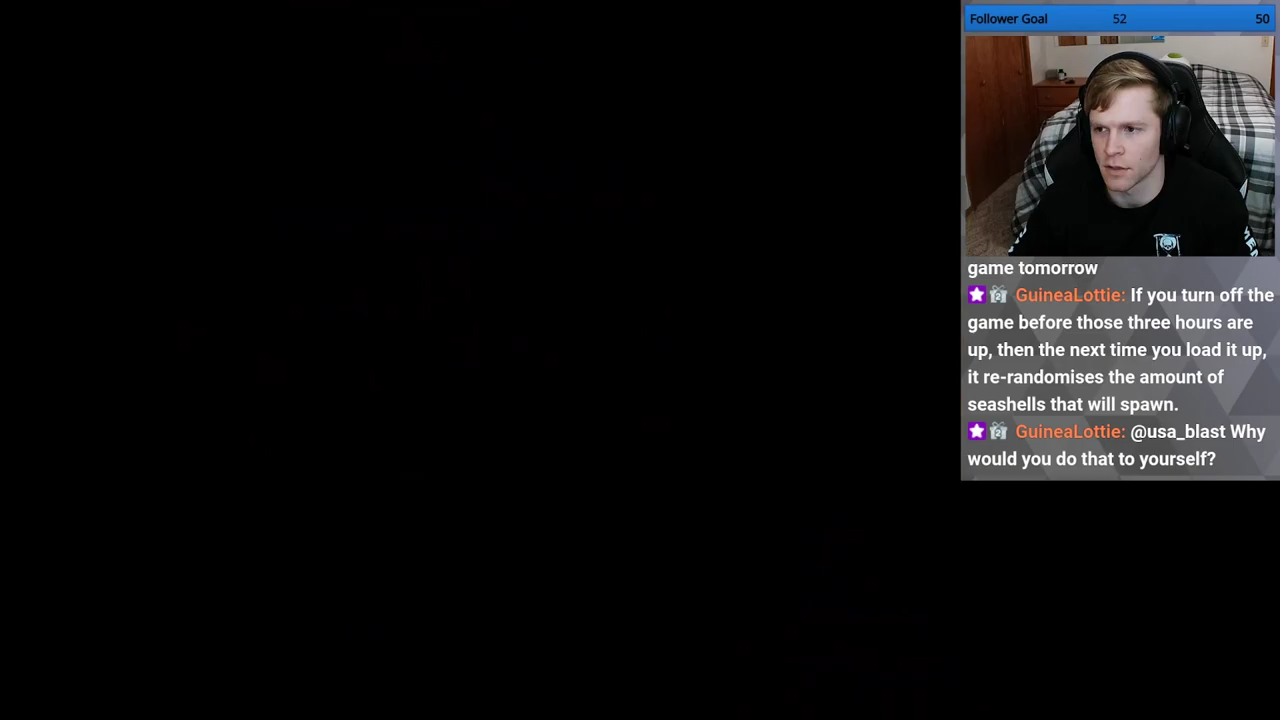 Follower Goal 52 50
game tomorrow
GuineaLottie: If you turn off the
game before those three hours are
up, then the next time you load it up,
it re-randomises the amount of
seashells that will spawn.
GuineaLottie: @usa_blast Why
would you do that to yourself?